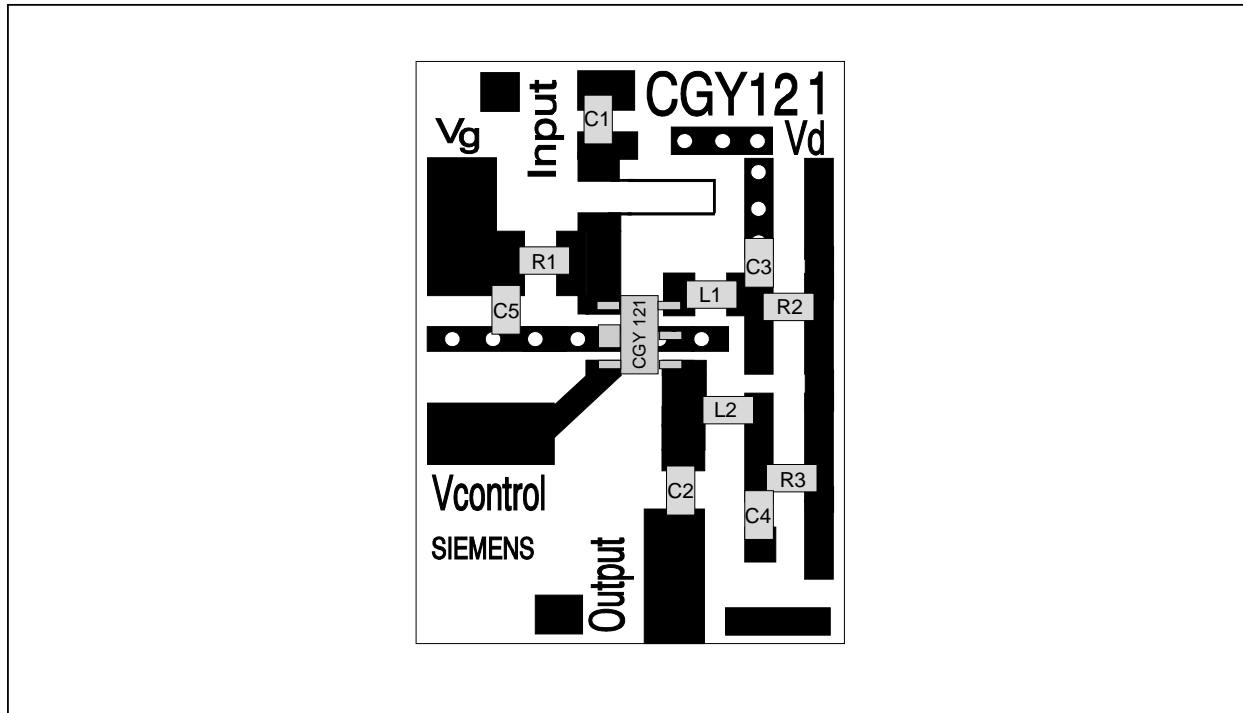 CGY121
Input
C1
Vg
Vd
R1
C3
L1
R2
C5
CGY 121
L2
Vcontrol
C2
R3
C4
SIEMENS
Output